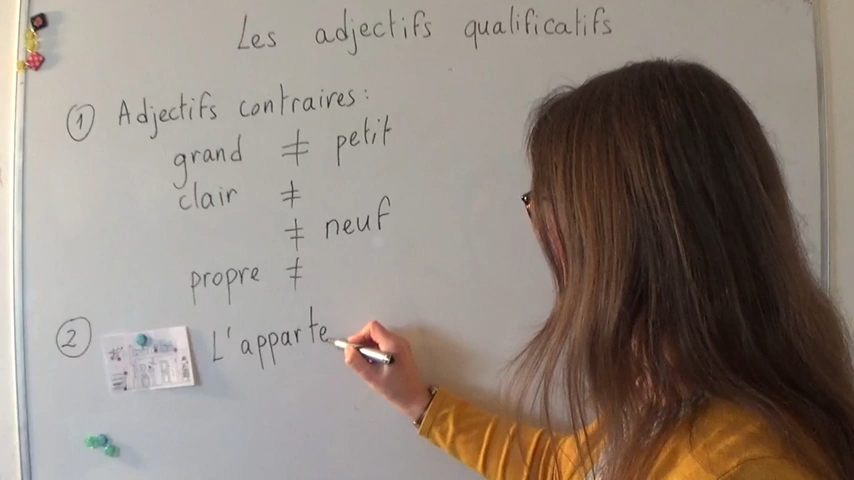 Les adjectifs qualificatifs
1 Adjectifs contraires:
grand ≠ petit
clair ≠
≠ neuf
propre ≠
2 L'apparte